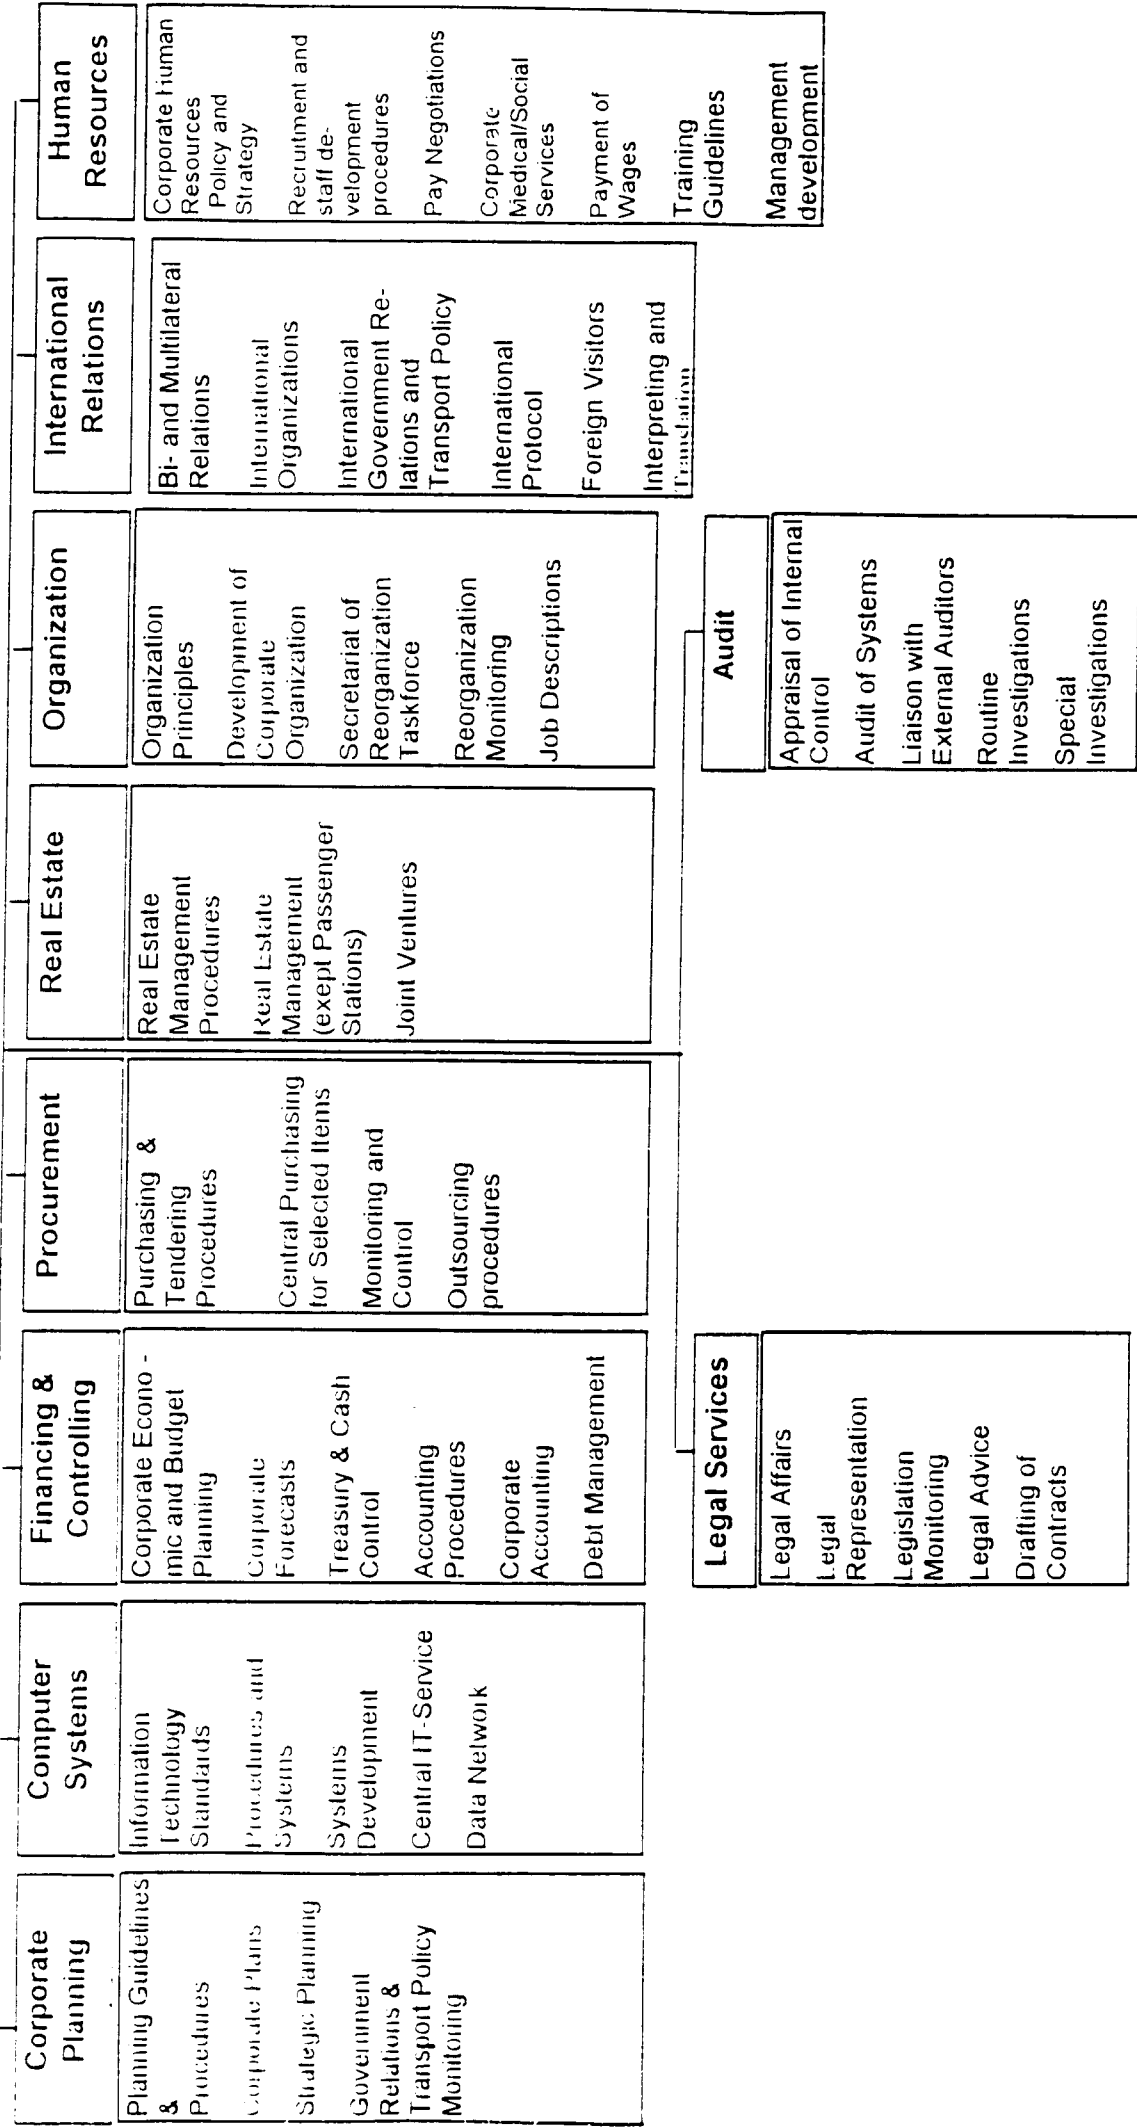 Corporate
Planning
Planning Guidelines
&
Procedures
Corporate Plans
Strategic Planning
Government
Relations &
Transport Policy
Monitoring
Computer
Systems
Information
Technology
Standards
Procedures and
Systems
Systems
Development
Central IT-Service
Data Network
Financing &
Controlling
Corporate Econo -
mic and Budget
Planning
Corporate
Forecasts
Treasury & Cash
Control
Accounting
Procedures
Corporate
Accounting
Debt Management
Procurement
Purchasing &
Tendering
Procedures
Central Purchasing
for Selected Items
Monitoring and
Control
Outsourcing
procedures
Real Estate
Real Estate
Management
Procedures
Real Estate
Management
(exept Passenger
Stations)
Joint Ventures
Organization
Organization
Principles
Development of
Corporate
Organization
Secretariat of
Reorganization
Taskforce
Reorganization
Monitoring
Job Descriptions
International
Relations
Bi- and Multilateral
Relations
International
Organizations
International
Government Re-
lations and
Transport Policy
International
Protocol
Foreign Visitors
Interpreting and
Translation
Human
Resources
Corporate Human
Resources
Policy and
Strategy
Recruitment and
staff de-
velopment
procedures
Pay Negotiations
Corporate
Medical/Social
Services
Payment of
Wages
Training
Guidelines
Management
development
Legal Services
Legal Affairs
Legal
Representation
Legislation
Monitoring
Legal Advice
Drafting of
Contracts
Audit
Appraisal of Internal
Control
Audit of Systems
Liaison with
External Auditors
Routine
Investigations
Special
Investigations